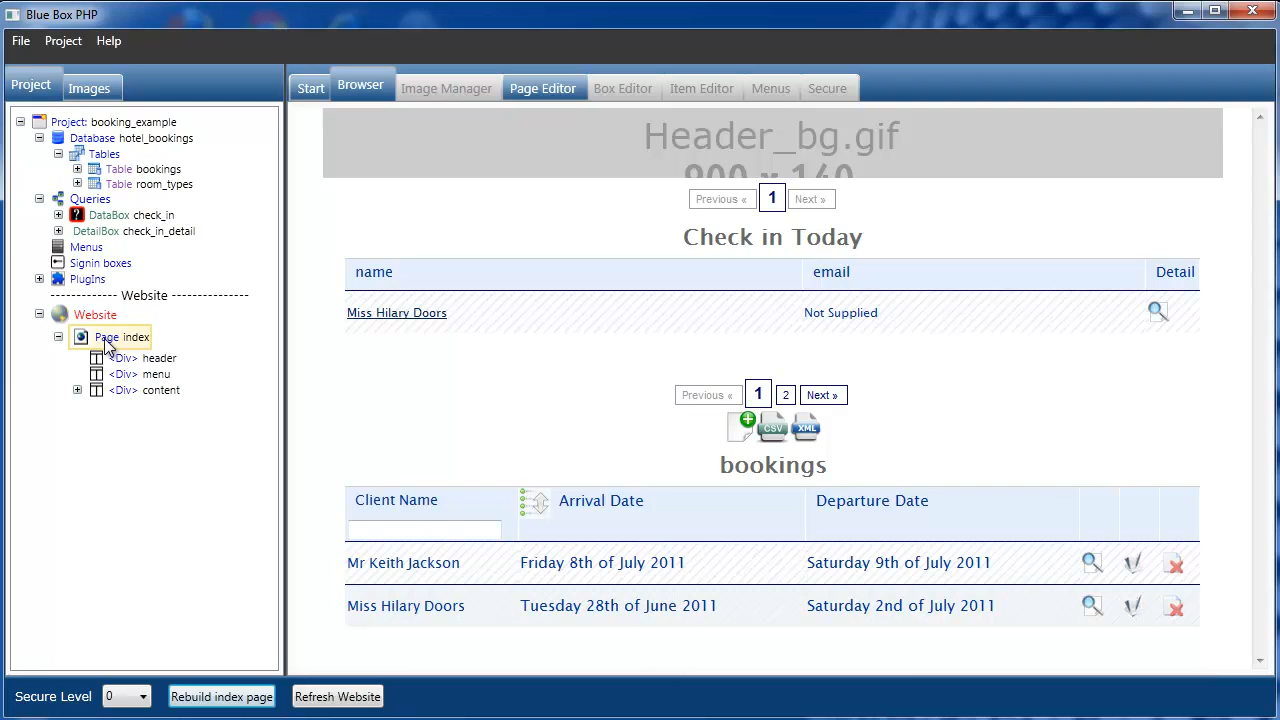 Blue Box PHP
File Project Help
Project Images
Start Browser Image Manager Page Editor Box Editor Item Editor Menus Secure
Project: booking_example
Database hotel_bookings
Tables
Table bookings
Table room_types
Queries
? DataBox check_in
DetailBox check_in_detail
Menus
Signin boxes
PlugIns
------------ Website ---------------
Website
Page index
<Div> header
<Div> menu
<Div> content
Header_bg.gif
900 x 140
Previous « 1 Next »
Check in Today
name email Detail
Miss Hilary Doors Not Supplied
Previous « 1 2 Next »
CSV XML
bookings
Client Name Arrival Date Departure Date
Mr Keith Jackson Friday 8th of July 2011 Saturday 9th of July 2011
Miss Hilary Doors Tuesday 28th of June 2011 Saturday 2nd of July 2011
Secure Level 0 Rebuild index page Refresh Website